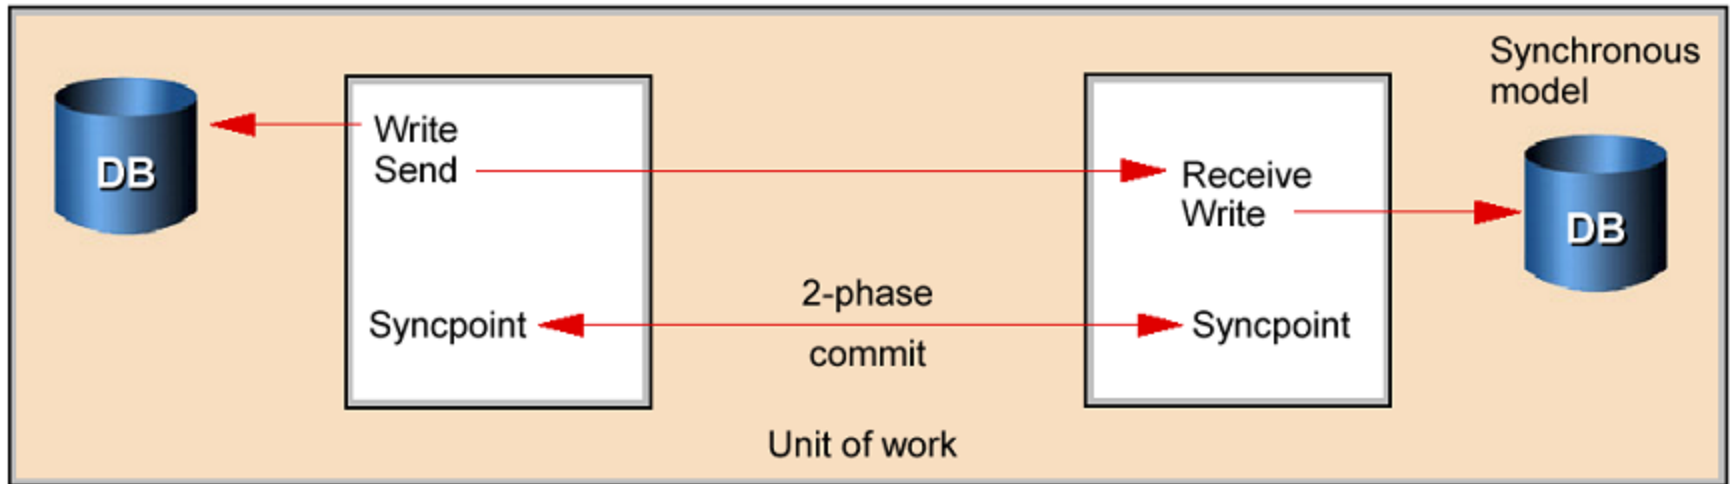 Synchronous
model
DB
Write
Send
Receive
Write
DB
2-phase
Syncpoint
Syncpoint
commit
Unit of work